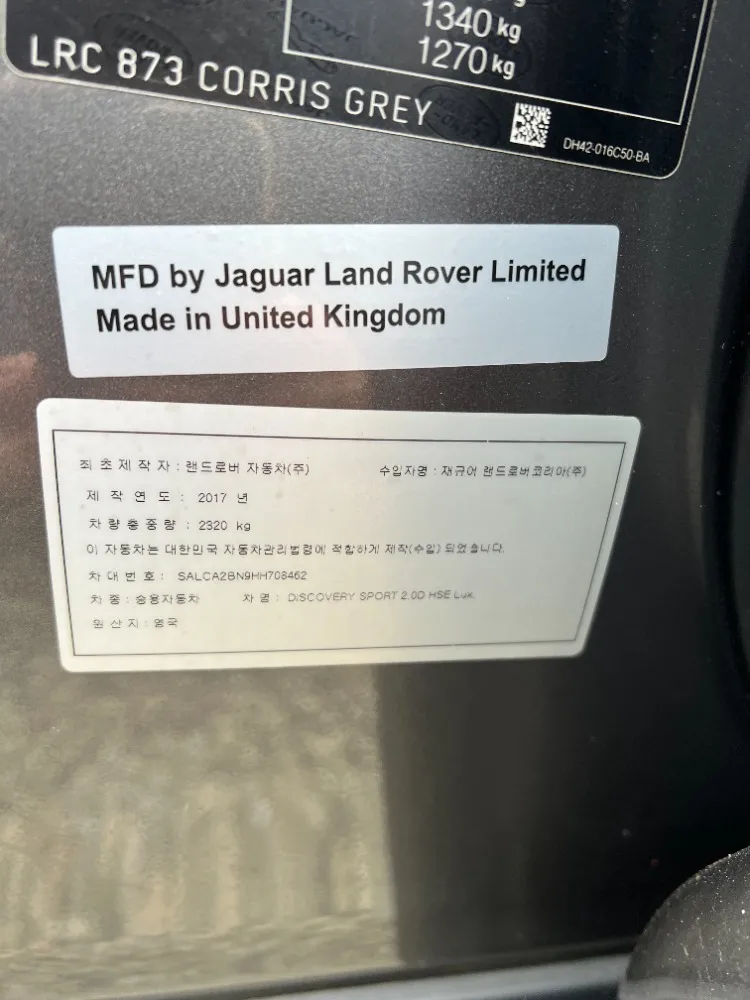 1340 kg
1270 kg
LRC 873 CORRIS GREY
DH42-016C50-BA
MFD by Jaguar Land Rover Limited
Made in United Kingdom
최초제작자 : 랜드로버 자동차(주) 수입자명 : 재규어 랜드로버코리아(주)
제작연도 : 2017 년
차량총중량 : 2320 kg
이 자동차는 대한민국 자동차관리법령에 적합하게 제작(수입) 되었습니다.
차대번호 : SALCA2BN9HH708462
차종 : 승용자동차 차명 : DISCOVERY SPORT 2.0D HSE Lux.
원산지 : 영국